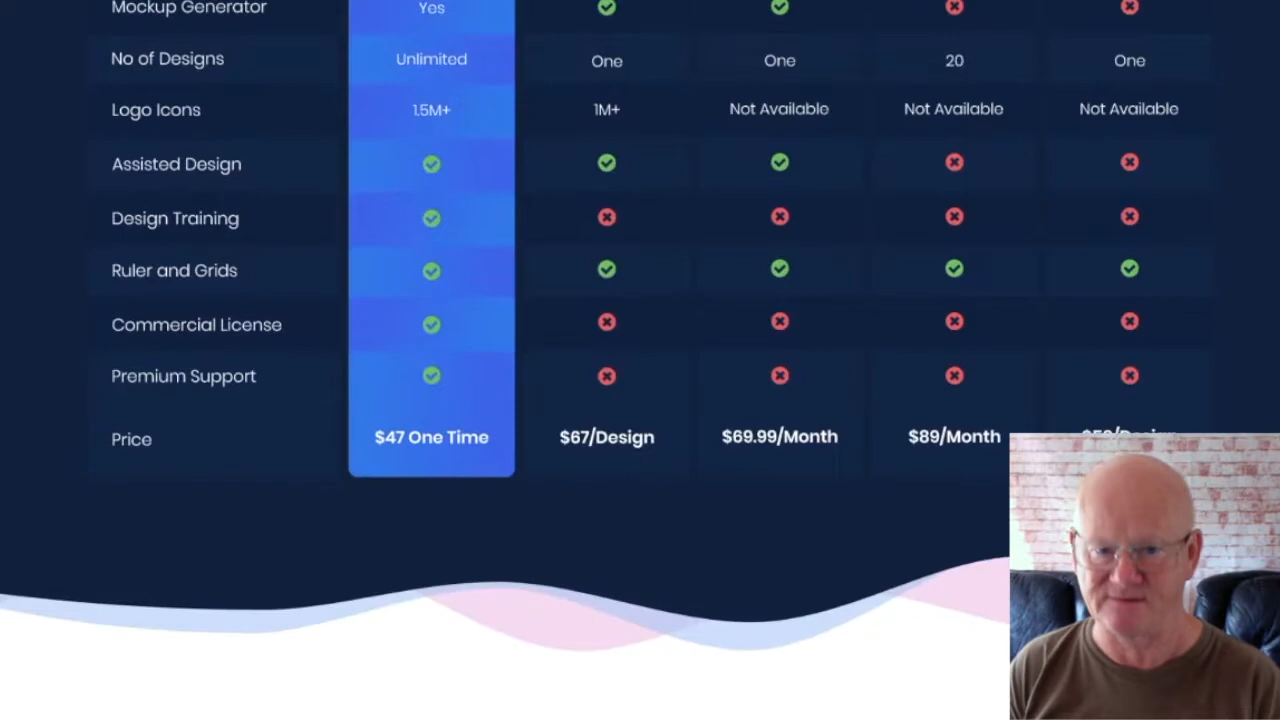 Mockup Generator Yes
No of Designs Unlimited One One 20 One
Logo Icons 1.5M+ 1M+ Not Available Not Available Not Available
Assisted Design
Design Training
Ruler and Grids
Commercial License
Premium Support
Price $47 One Time $67/Design $69.99/Month $89/Month